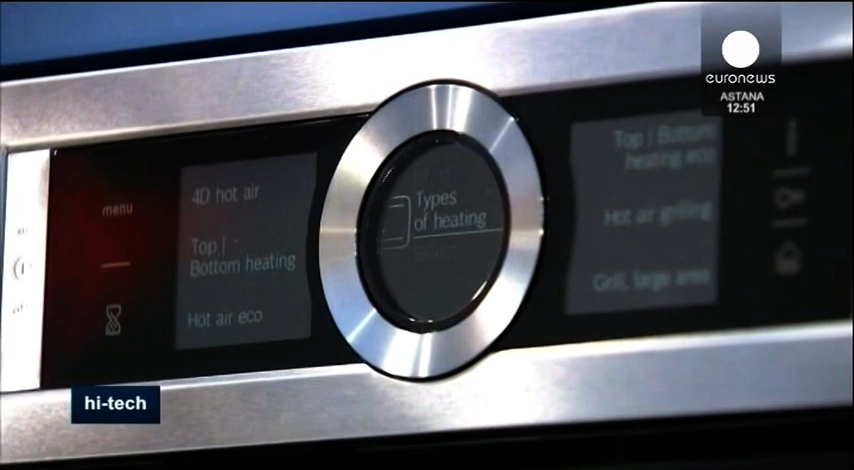 euronews
ASTANA
12:51
menu
4D hot air
Top |
Bottom heating
Hot air eco
Types
of heating
Select
Top | Bottom
heating eco
Hot air grilling
Grill, large area
hi-tech